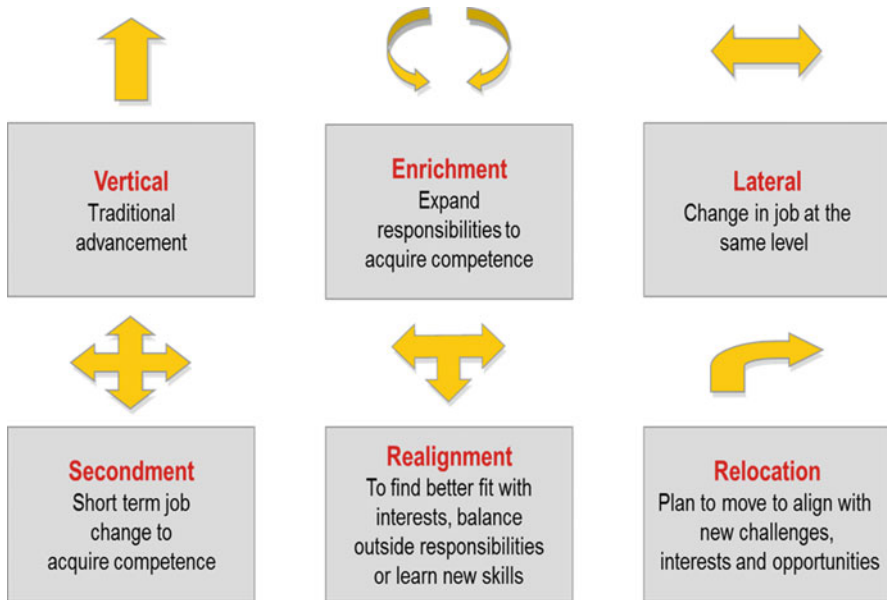 Vertical
Traditional
advancement
Enrichment
Expand
responsibilities to
acquire competence
Lateral
Change in job at the
same level
Secondment
Short term job
change to
acquire competence
Realignment
To find better fit with
interests, balance
outside responsibilities
or learn new skills
Relocation
Plan to move to align with
new challenges,
interests and opportunities